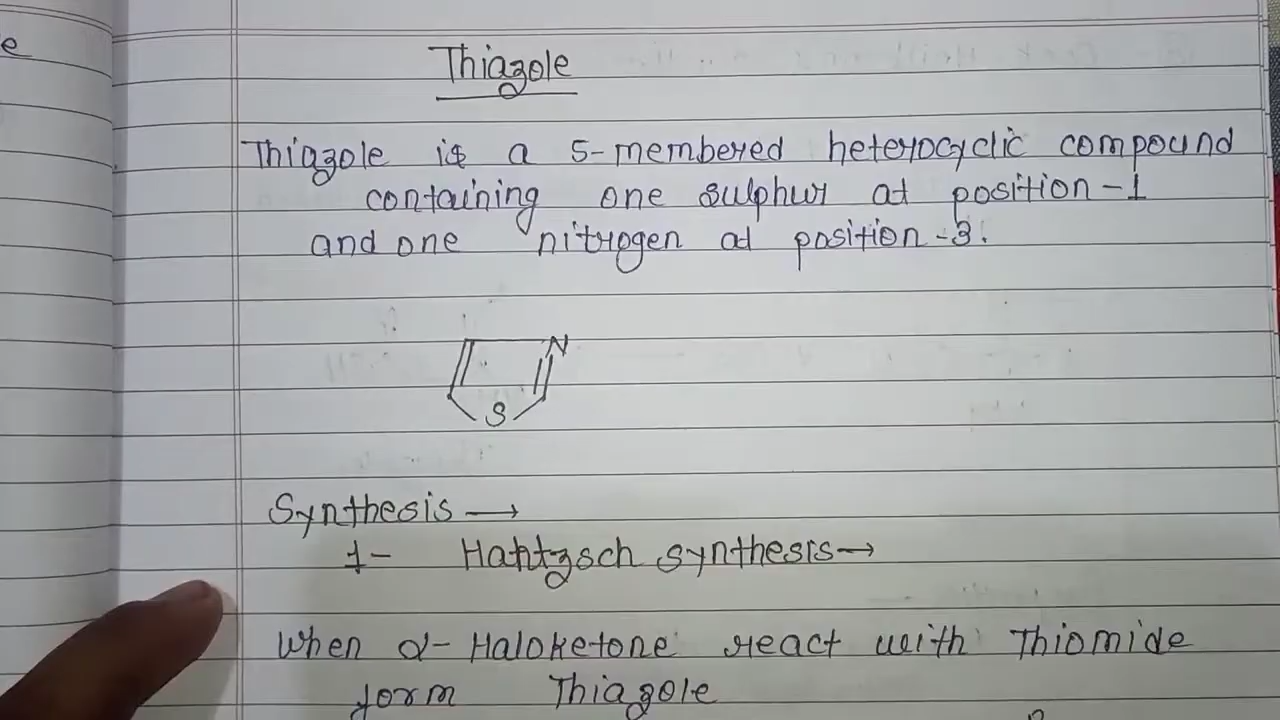 e
Thiazole
Thiazole is a 5-membered heterocyclic compound
containing one sulphur at position-1
and one nitrogen at position-3.
N
S
Synthesis →
1- Hantzsch synthesis →
When α- Haloketone react with Thiomide
form Thiazole